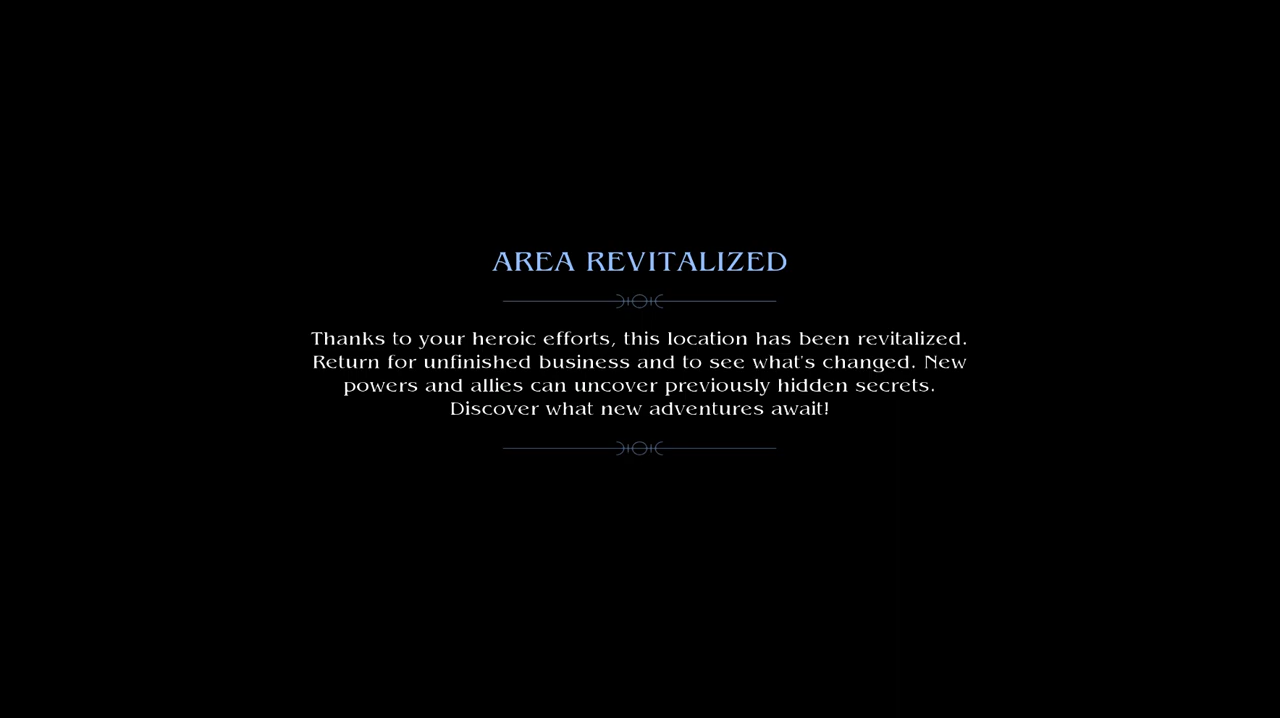 AREA REVITALIZED
Thanks to your heroic efforts, this location has been revitalized.
Return for unfinished business and to see what's changed. New
powers and allies can uncover previously hidden secrets.
Discover what new adventures await!